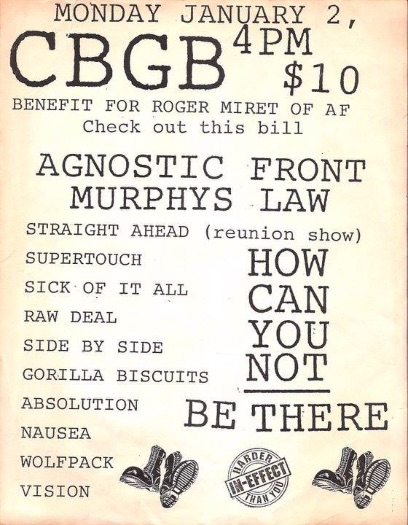 MONDAY JANUARY 2,
CBGB 4PM
$10
BENEFIT FOR ROGER MIRET OF AF
Check out this bill
AGNOSTIC FRONT
MURPHYS LAW
STRAIGHT AHEAD (reunion show)
SUPERTOUCH
SICK OF IT ALL
RAW DEAL
SIDE BY SIDE
GORILLA BISCUITS
ABSOLUTION
NAUSEA
WOLFPACK
VISION
HOW
CAN
YOU
NOT
BE THERE
HARDER
IN-EFFECT
THAN YOU